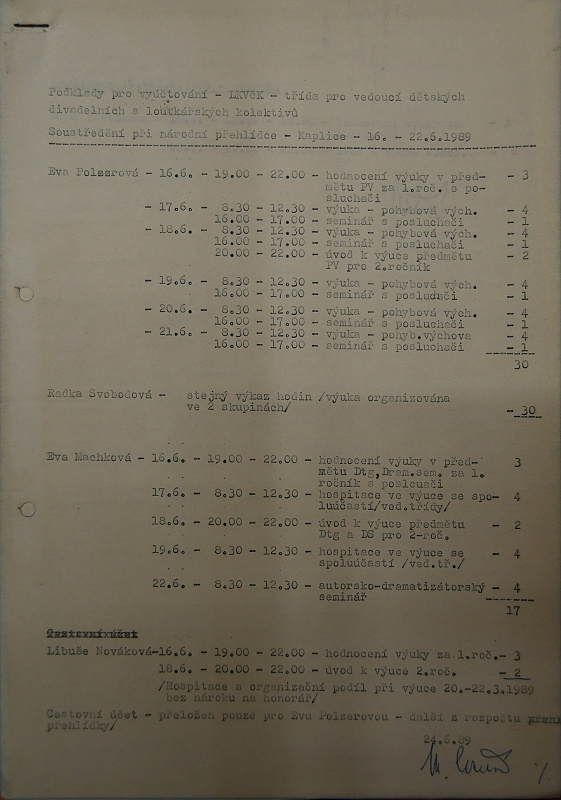 Podklady pro vyúčtování - LKVČK - třída pro vedoucí dětských
divadelních a loutkářských kolektivů
Soustředění při národní přehlídce - Kaplice - 16. - 22.6.1989
Eva Polzerová - 16.6. - 19.00 - 22.00 - hodnocení výuky v před- - 3
mětu PV za 1.roč. s po-
sluchači
- 17.6. - 8.30 - 12.30 - výuka - pohybová vých. - 4
16.00 - 17.00 - seminář s posluchači - 1
- 18.6. - 8.30 - 12.30 - výuka - pohybová vých. - 4
16.00 - 17.00 - seminář s posluchači - 1
20.00 - 22.00 - úvod k výuce předmětu - 2
PV pro 2.ročník
- 19.6. - 8.30 - 12.30 - výuka - pohybová vých. - 4
16.00 - 17.00 - seminář s posluchači - 1
- 20.6. - 8.30 - 12.30 - výuka - pohybová vých. - 4
16.00 - 17.00 - seminář s posluchači - 1
- 21.6. - 8.30 - 12.30 - výuka - pohyb.výchova - 4
16.00 - 17.00 - seminář s posluchači - 1
30
Radka Svobodová - stejný výkaz hodin /výuka organizována
ve 2 skupinách/ - 30
Eva Machková - 16.6. - 19.00 - 22.00 - hodnocení výuky v před- 3
mětu Dtg,Dram.sem. za 1.
ročník s poslcuači
17.6. - 8.30 - 12.30 - hospitace ve výuce se spo- 4
luúčastí/ved.třídy/
18.6. - 20.00 - 22.00 - úvod k výuce předmětu - 2
Dtg a DS pro 2-roč.
19.6. - 8.30 - 12.30 - hospitace ve výuce se - 4
spoluúčastí /ved.tř./
22.6. - 8.30 - 12.30 - autorsko-dramatizátorský - 4
seminář
17
Libuše Nováková-16.6. - 19.00 - 22.00 - hodnocení výuky za 1.roč.- 3
18.6. - 20.00 - 22.00 - úvod k výuce 2.roč. - 2
/Hospitace a organizační podíl při výuce 20.-22.3.1989
bez nároku na honorář/
Cestovní účet - přeložen pouze pro Evu Polzerovou - další z rozpočtu
přehlídky/
24.6.89